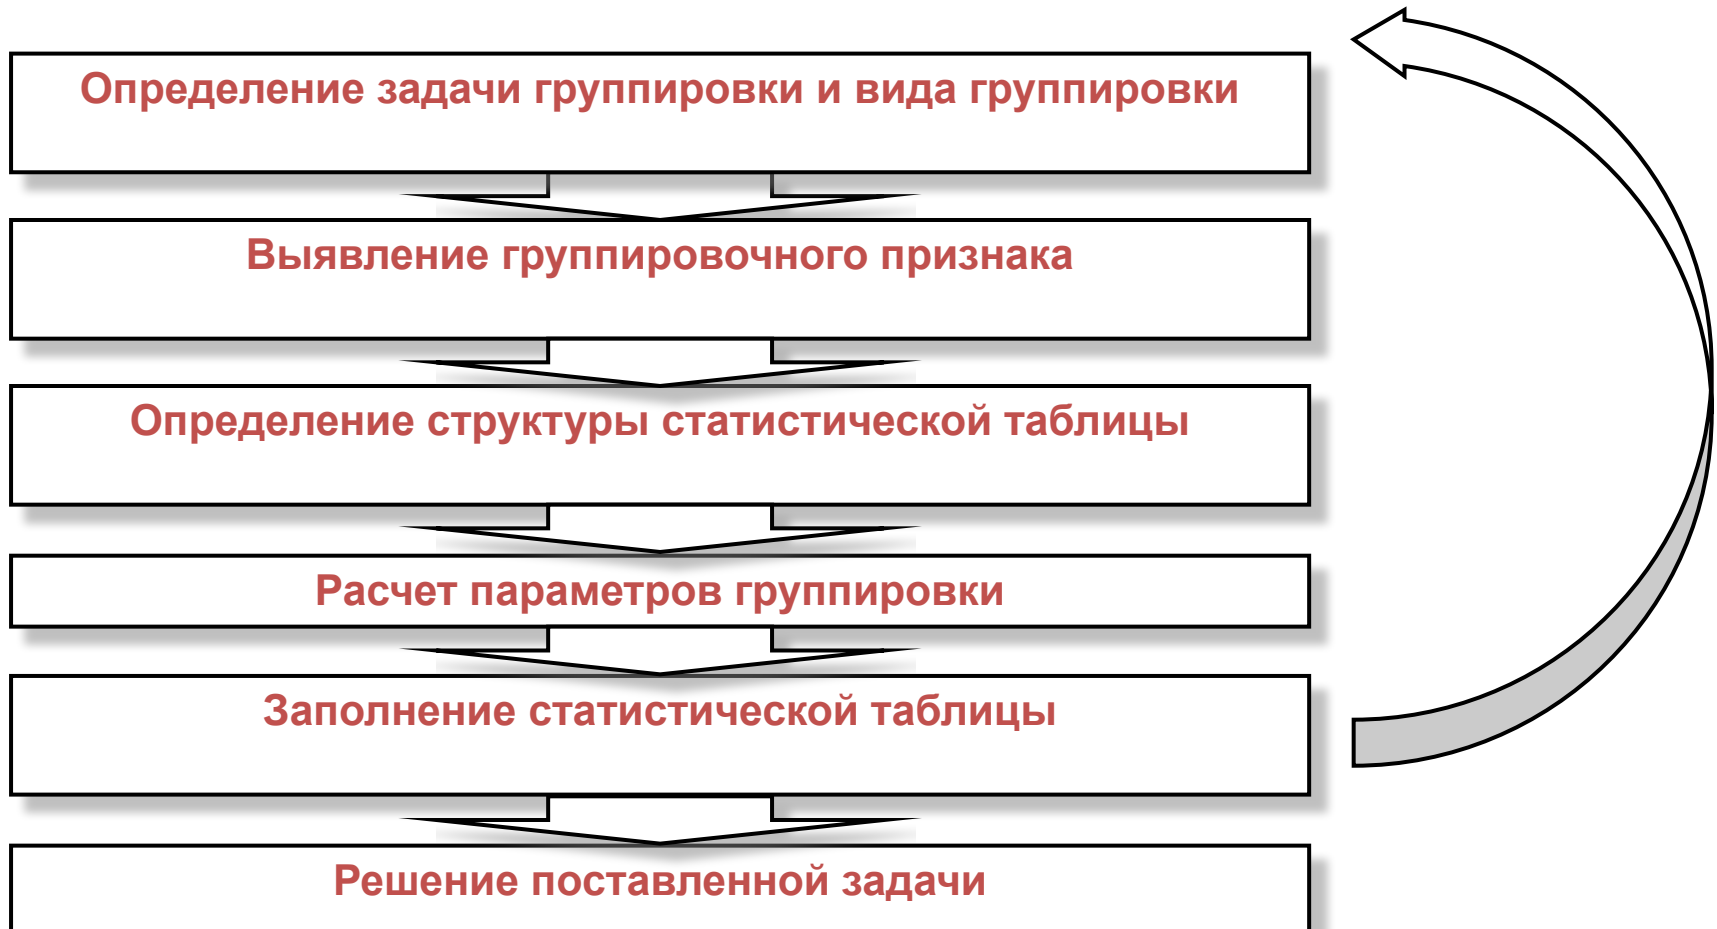 Определение задачи группировки и вида группировки
Выявление группировочного признака
Определение структуры статистической таблицы
Расчет параметров группировки
Заполнение статистической таблицы
Решение поставленной задачи